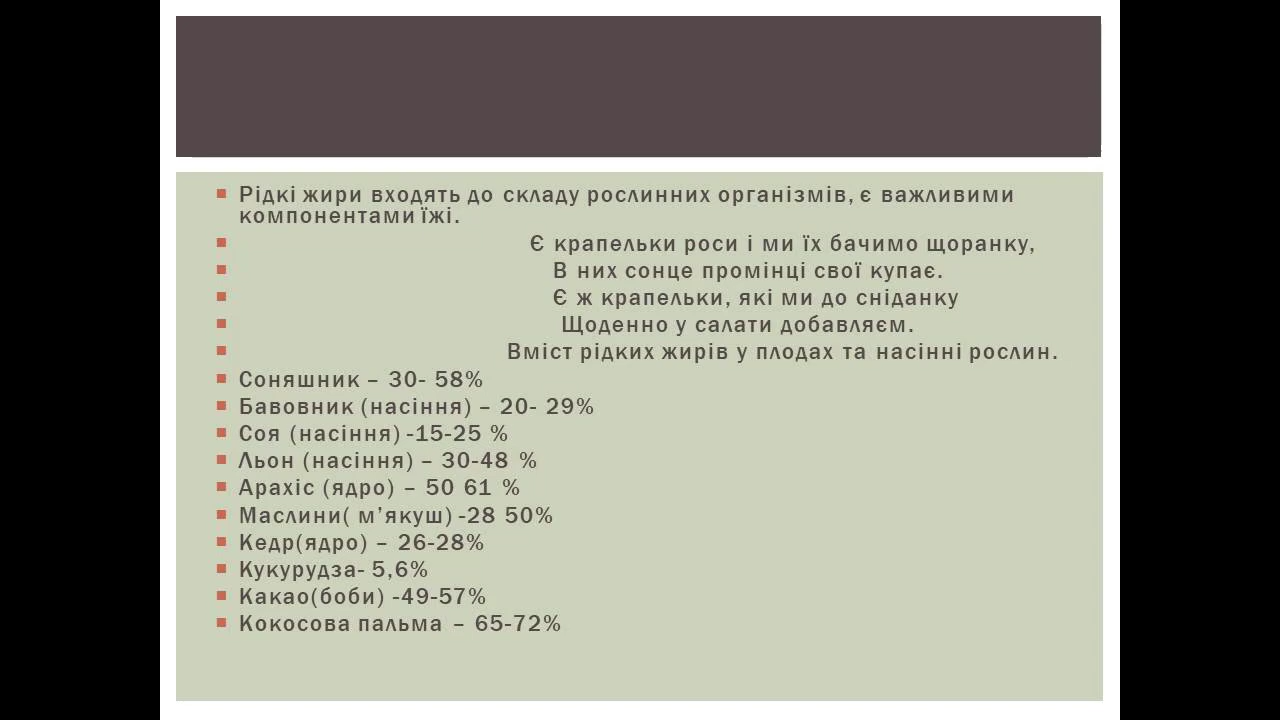 Рідкі жири входять до складу рослинних організмів, є важливими
компонентами їжі.
Є крапельки роси і ми їх бачимо щоранку,
В них сонце промінці свої купає.
Є ж крапельки, які ми до сніданку
Щоденно у салати добавляєм.
Вміст рідких жирів у плодах та насінні рослин.
Соняшник – 30- 58%
Бавовник (насіння) – 20- 29%
Соя (насіння) -15-25 %
Льон (насіння) – 30-48 %
Арахіс (ядро) – 50 61 %
Маслини( м’якуш) -28 50%
Кедр(ядро) – 26-28%
Кукурудза- 5,6%
Какао(боби) -49-57%
Кокосова пальма – 65-72%